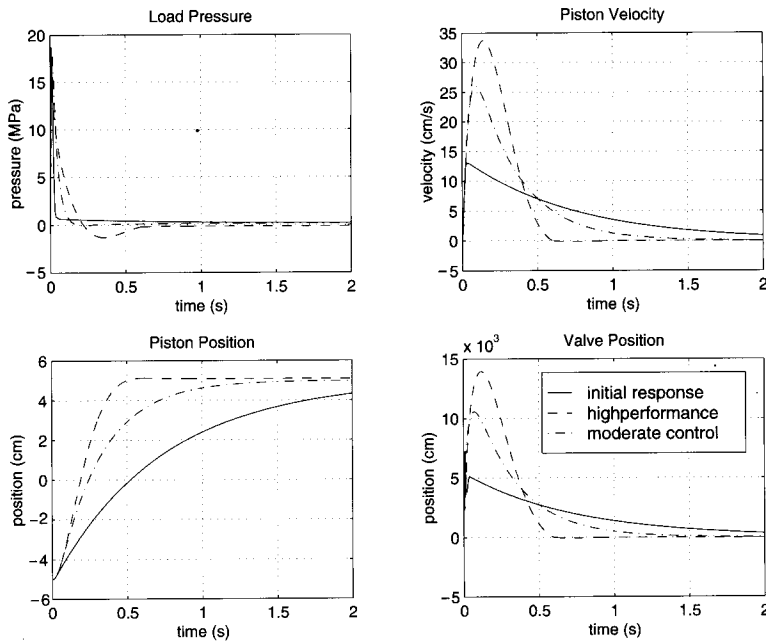 Load Pressure
20
15
10
5
0
−5
pressure (MPa)
0
0.5
1
1.5
2
time (s)
Piston Velocity
35
30
25
20
15
10
5
0
−5
velocity (cm/s)
0
0.5
1
1.5
2
time (s)
Piston Position
6
4
2
0
−2
−4
−6
position (cm)
0
0.5
1
1.5
2
time (s)
Valve Position
x 10³
15
10
5
0
−5
position (cm)
0
0.5
1
1.5
2
time (s)
initial response
highperformance
moderate control